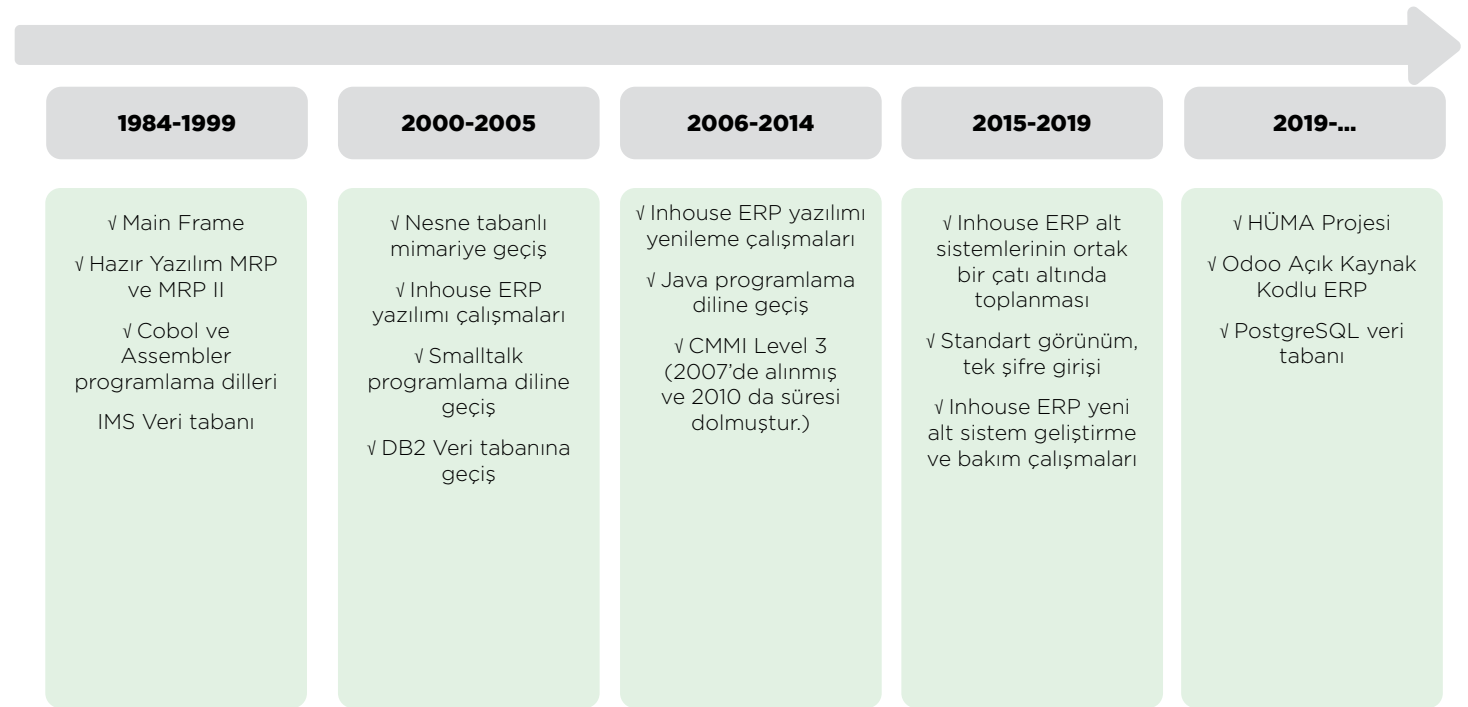 1984-1999
√ Main Frame
√ Hazır Yazılım MRP
ve MRP II
√ Cobol ve
Assembler
programlama dilleri
IMS Veri tabanı
2000-2005
√ Nesne tabanlı
mimariye geçiş
√ Inhouse ERP
yazılımı çalışmaları
√ Smalltalk
programlama diline
geçiş
√ DB2 Veri tabanına
geçiş
2006-2014
√ Inhouse ERP yazılımı
yenileme çalışmaları
√ Java programlama
diline geçiş
√ CMMI Level 3
(2007’de alınmış
ve 2010 da süresi
dolmuştur.)
2015-2019
√ Inhouse ERP alt
sistemlerinin ortak
bir çatı altında
toplanması
√ Standart görünüm,
tek şifre girişi
√ Inhouse ERP yeni
alt sistem geliştirme
ve bakım çalışmaları
2019-...
√ HÜMA Projesi
√ Odoo Açık Kaynak
Kodlu ERP
√ PostgreSQL veri
tabanı